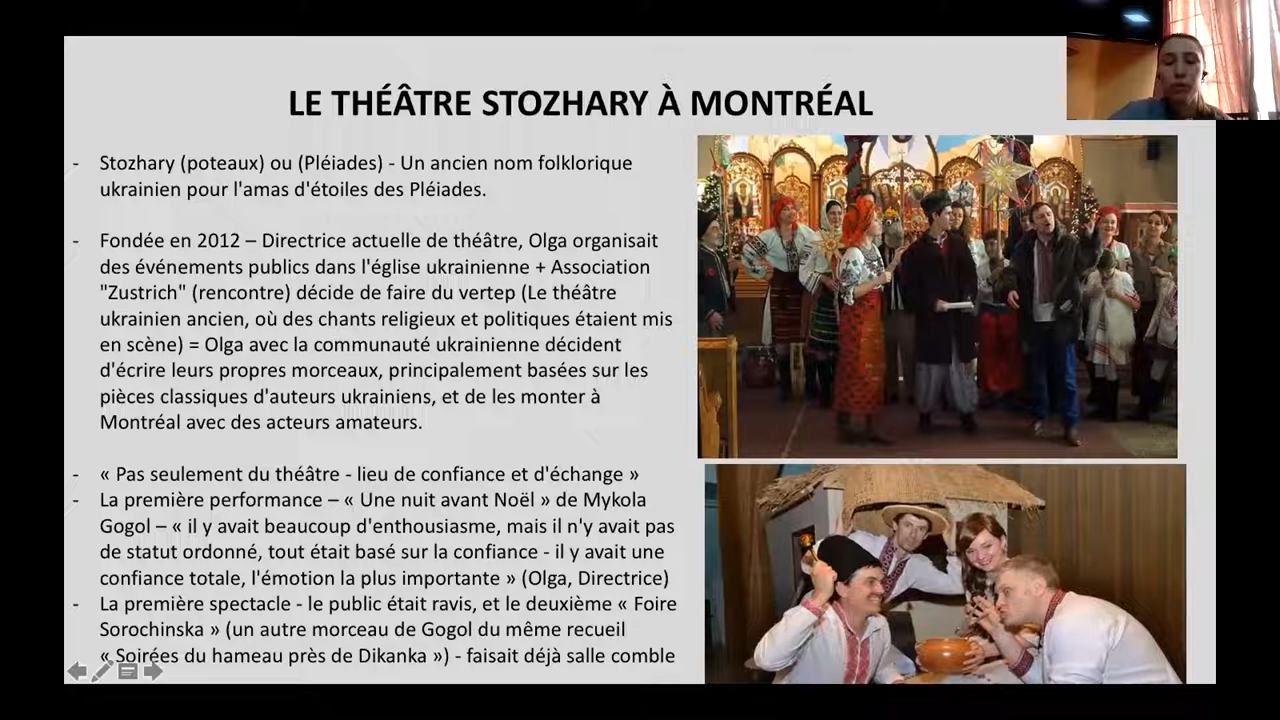 LE THÉÂTRE STOZHARY À MONTRÉAL
- Stozhary (poteaux) ou (Pléiades) - Un ancien nom folklorique
ukrainien pour l'amas d'étoiles des Pléiades.
- Fondée en 2012 – Directrice actuelle de théâtre, Olga organisait
des événements publics dans l'église ukrainienne + Association
"Zustrich" (rencontre) décide de faire du vertep (Le théâtre
ukrainien ancien, où des chants religieux et politiques étaient mis
en scène) = Olga avec la communauté ukrainienne décident
d'écrire leurs propres morceaux, principalement basées sur les
pièces classiques d'auteurs ukrainiens, et de les monter à
Montréal avec des acteurs amateurs.
- « Pas seulement du théâtre - lieu de confiance et d'échange »
- La première performance – « Une nuit avant Noël » de Mykola
Gogol – « il y avait beaucoup d'enthousiasme, mais il n'y avait pas
de statut ordonné, tout était basé sur la confiance - il y avait une
confiance totale, l'émotion la plus importante » (Olga, Directrice)
- La première spectacle - le public était ravis, et le deuxième « Foire
Sorochinska » (un autre morceau de Gogol du même recueil
« Soirées du hameau près de Dikanka ») - faisait déjà salle comble